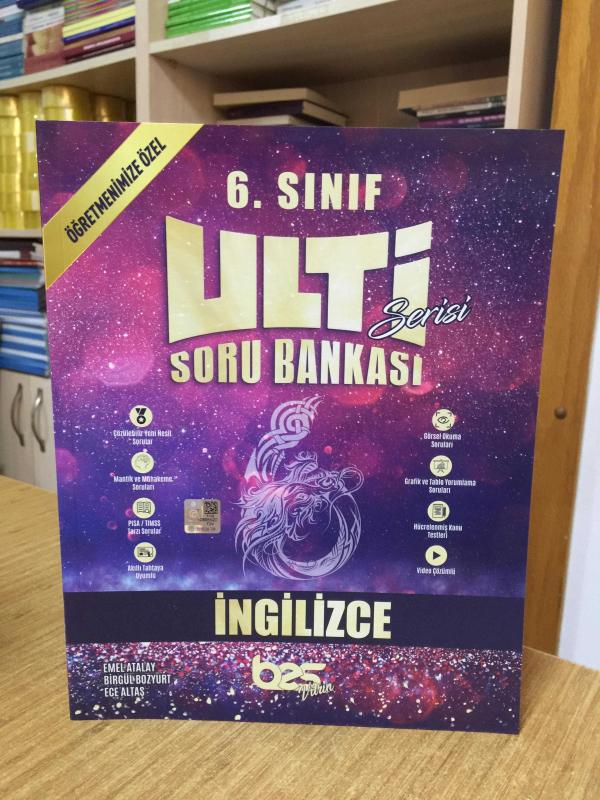 ÖĞRETMENİMİZE ÖZEL
6. SINIF
ULTİ
Serisi
SORU BANKASI
Çözülebilir Yeni Nesil
Sorular
Mantık ve Muhakeme
Soruları
PISA / TIMSS
Tarzı Sorular
Akıllı Tahtaya
Uyumlu
Görsel Okuma
Soruları
Grafik ve Tablo Yorumlama
Soruları
Hücrelenmiş Konu
Testleri
Video Çözümlü
İNGİLİZCE
EMEL ATALAY
BİRGÜL BOZYURT
ECE ALTAŞ
b25